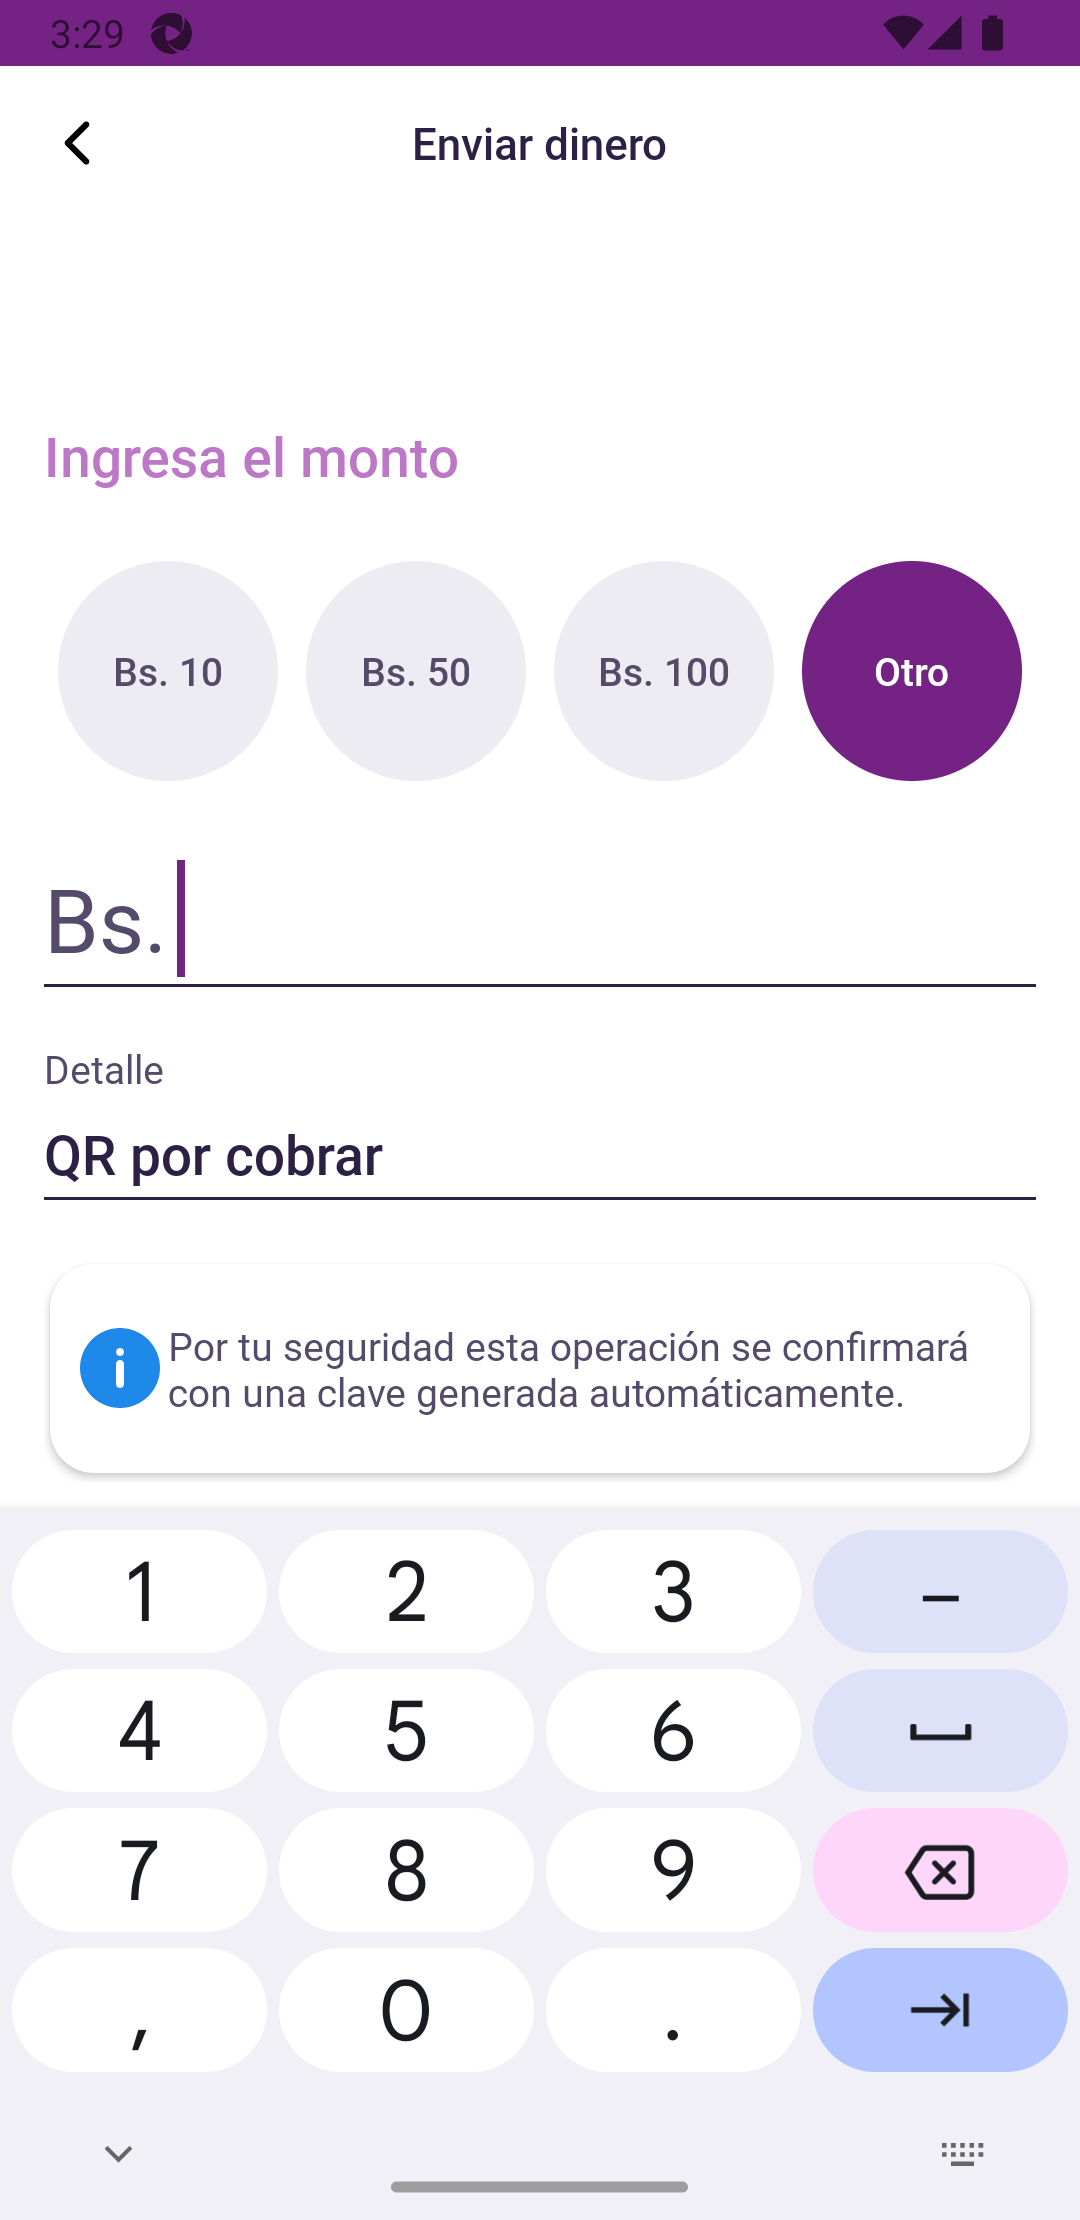 3:29
Enviar dinero
Ingresa el monto
Bs. 10 Bs. 50 Bs. 100 Otro
Bs.
Detalle
QR por cobrar
Por tu seguridad esta operación se confirmará
con una clave generada automáticamente.
1 2 3 –
4 5 6
7 8 9
, 0 .